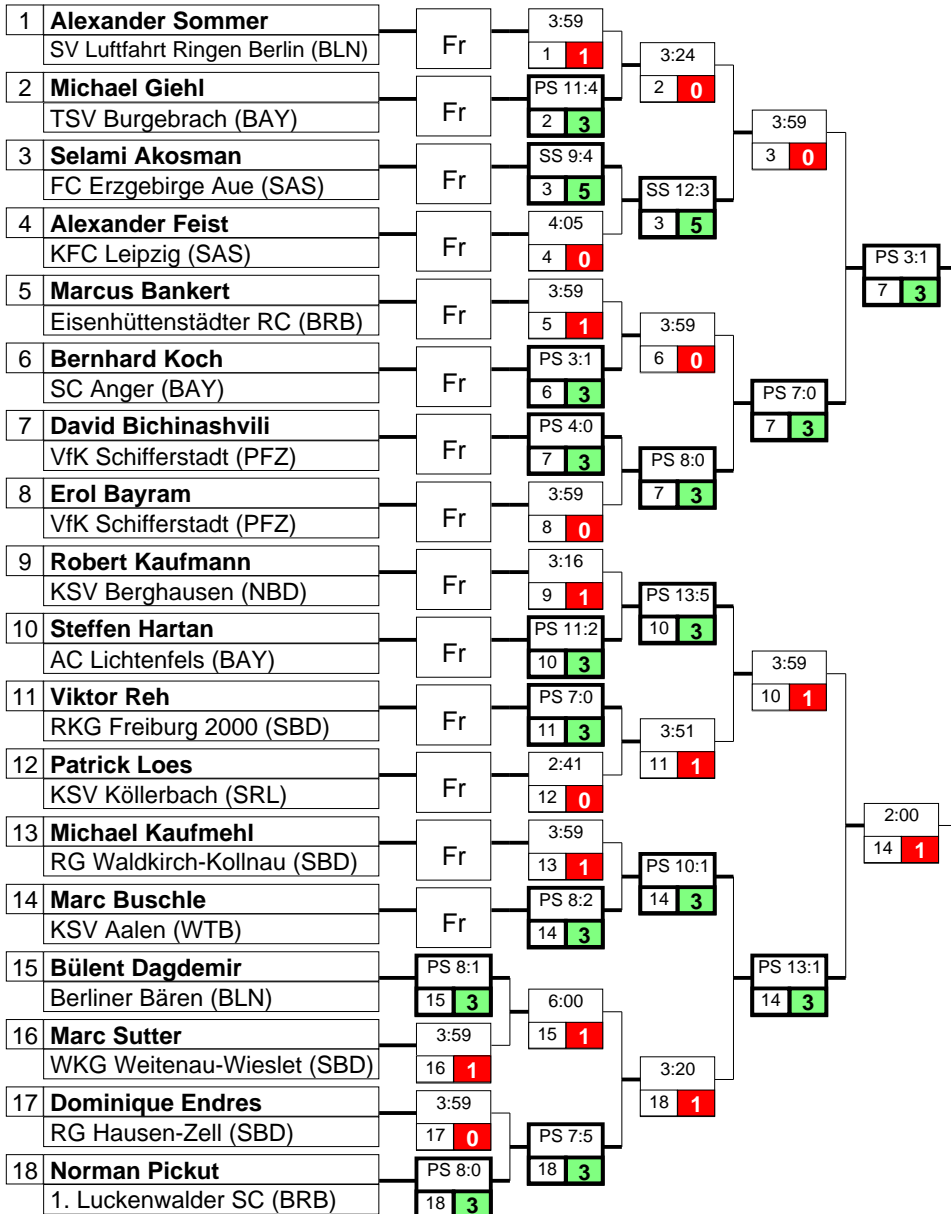 1 Alexander Sommer
SV Luftfahrt Ringen Berlin (BLN)
2 Michael Giehl
TSV Burgebrach (BAY)
3 Selami Akosman
FC Erzgebirge Aue (SAS)
4 Alexander Feist
KFC Leipzig (SAS)
5 Marcus Bankert
Eisenhüttenstädter RC (BRB)
6 Bernhard Koch
SC Anger (BAY)
7 David Bichinashvili
VfK Schifferstadt (PFZ)
8 Erol Bayram
VfK Schifferstadt (PFZ)
9 Robert Kaufmann
KSV Berghausen (NBD)
10 Steffen Hartan
AC Lichtenfels (BAY)
11 Viktor Reh
RKG Freiburg 2000 (SBD)
12 Patrick Loes
KSV Köllerbach (SRL)
13 Michael Kaufmehl
RG Waldkirch-Kollnau (SBD)
14 Marc Buschle
KSV Aalen (WTB)
15 Bülent Dagdemir
Berliner Bären (BLN)
16 Marc Sutter
WKG Weitenau-Wieslet (SBD)
17 Dominique Endres
RG Hausen-Zell (SBD)
18 Norman Pickut
1. Luckenwalder SC (BRB)
Fr
Fr
Fr
Fr
Fr
Fr
Fr
Fr
Fr
Fr
Fr
Fr
Fr
Fr
PS 8:1
15 3
3:59
16 1
3:59
17 0
PS 8:0
18 3
3:59
1 1
PS 11:4
2 3
SS 9:4
3 5
4:05
4 0
3:59
5 1
PS 3:1
6 3
PS 4:0
7 3
3:59
8 0
3:16
9 1
PS 11:2
10 3
PS 7:0
11 3
2:41
12 0
3:59
13 1
PS 8:2
14 3
6:00
15 1
PS 7:5
18 3
3:24
2 0
SS 12:3
3 5
3:59
6 0
PS 8:0
7 3
PS 13:5
10 3
3:51
11 1
PS 10:1
14 3
3:20
18 1
3:59
3 0
PS 7:0
7 3
3:59
10 1
PS 13:1
14 3
PS 3:1
7 3
2:00
14 1